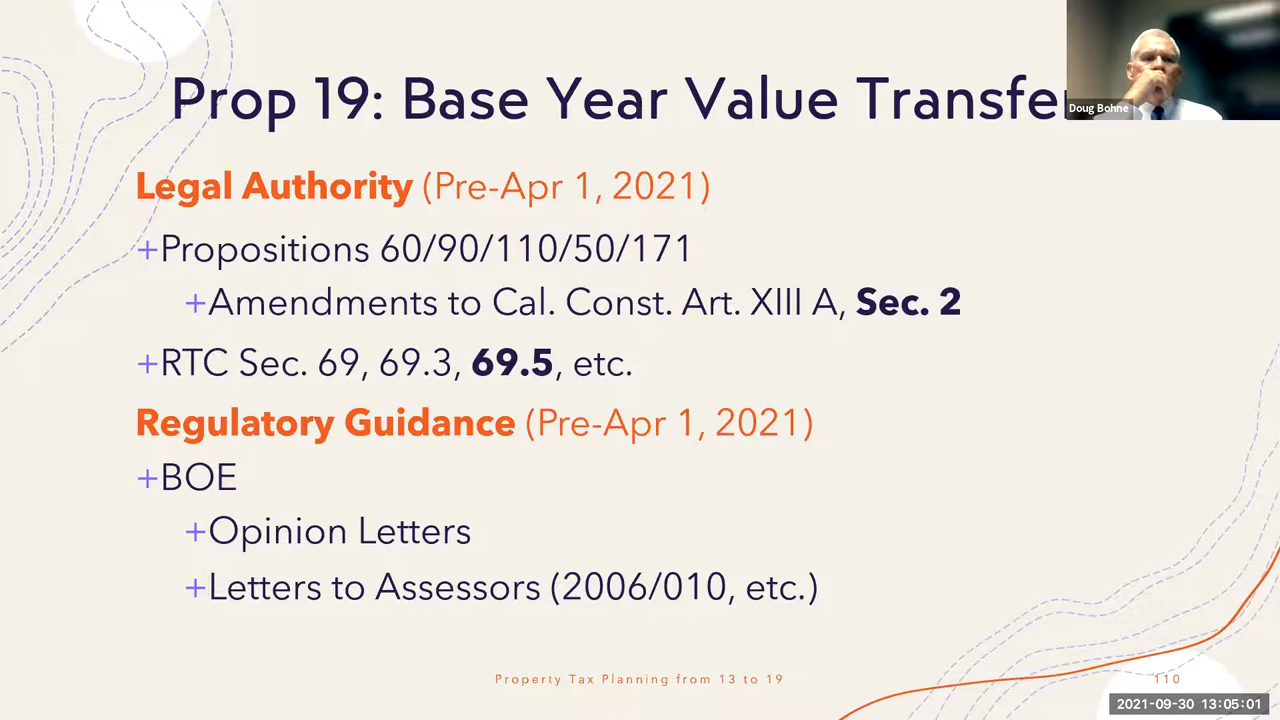 Prop 19: Base Year Value Transfer
Doug Bohne
Legal Authority (Pre-Apr 1, 2021)
+Propositions 60/90/110/50/171
+Amendments to Cal. Const. Art. XIII A, Sec. 2
+RTC Sec. 69, 69.3, 69.5, etc.
Regulatory Guidance (Pre-Apr 1, 2021)
+BOE
+Opinion Letters
+Letters to Assessors (2006/010, etc.)
Property Tax Planning from 13 to 19
110
2021-09-30 13:05:01